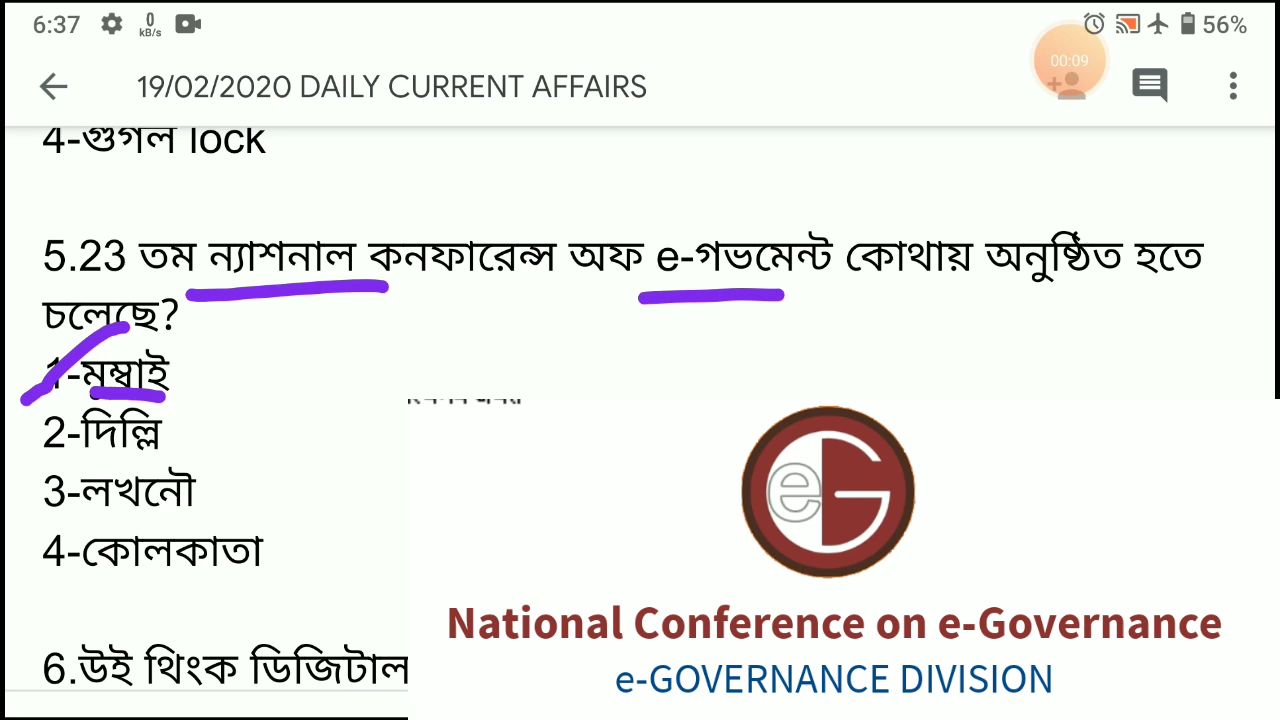 6:37 0 kB/s 56%
00:09
19/02/2020 DAILY CURRENT AFFAIRS
4-গুগল lock
5.23 তম ন্যাশনাল কনফারেন্স অফ e-গভমেন্ট কোথায় অনুষ্ঠিত হতে
চলেছে?
1-মুম্বাই
2-দিল্লি
3-লখনৌ
4-কোলকাতা
eG
National Conference on e-Governance
e-GOVERNANCE DIVISION
6.উই থিংক ডিজিটাল